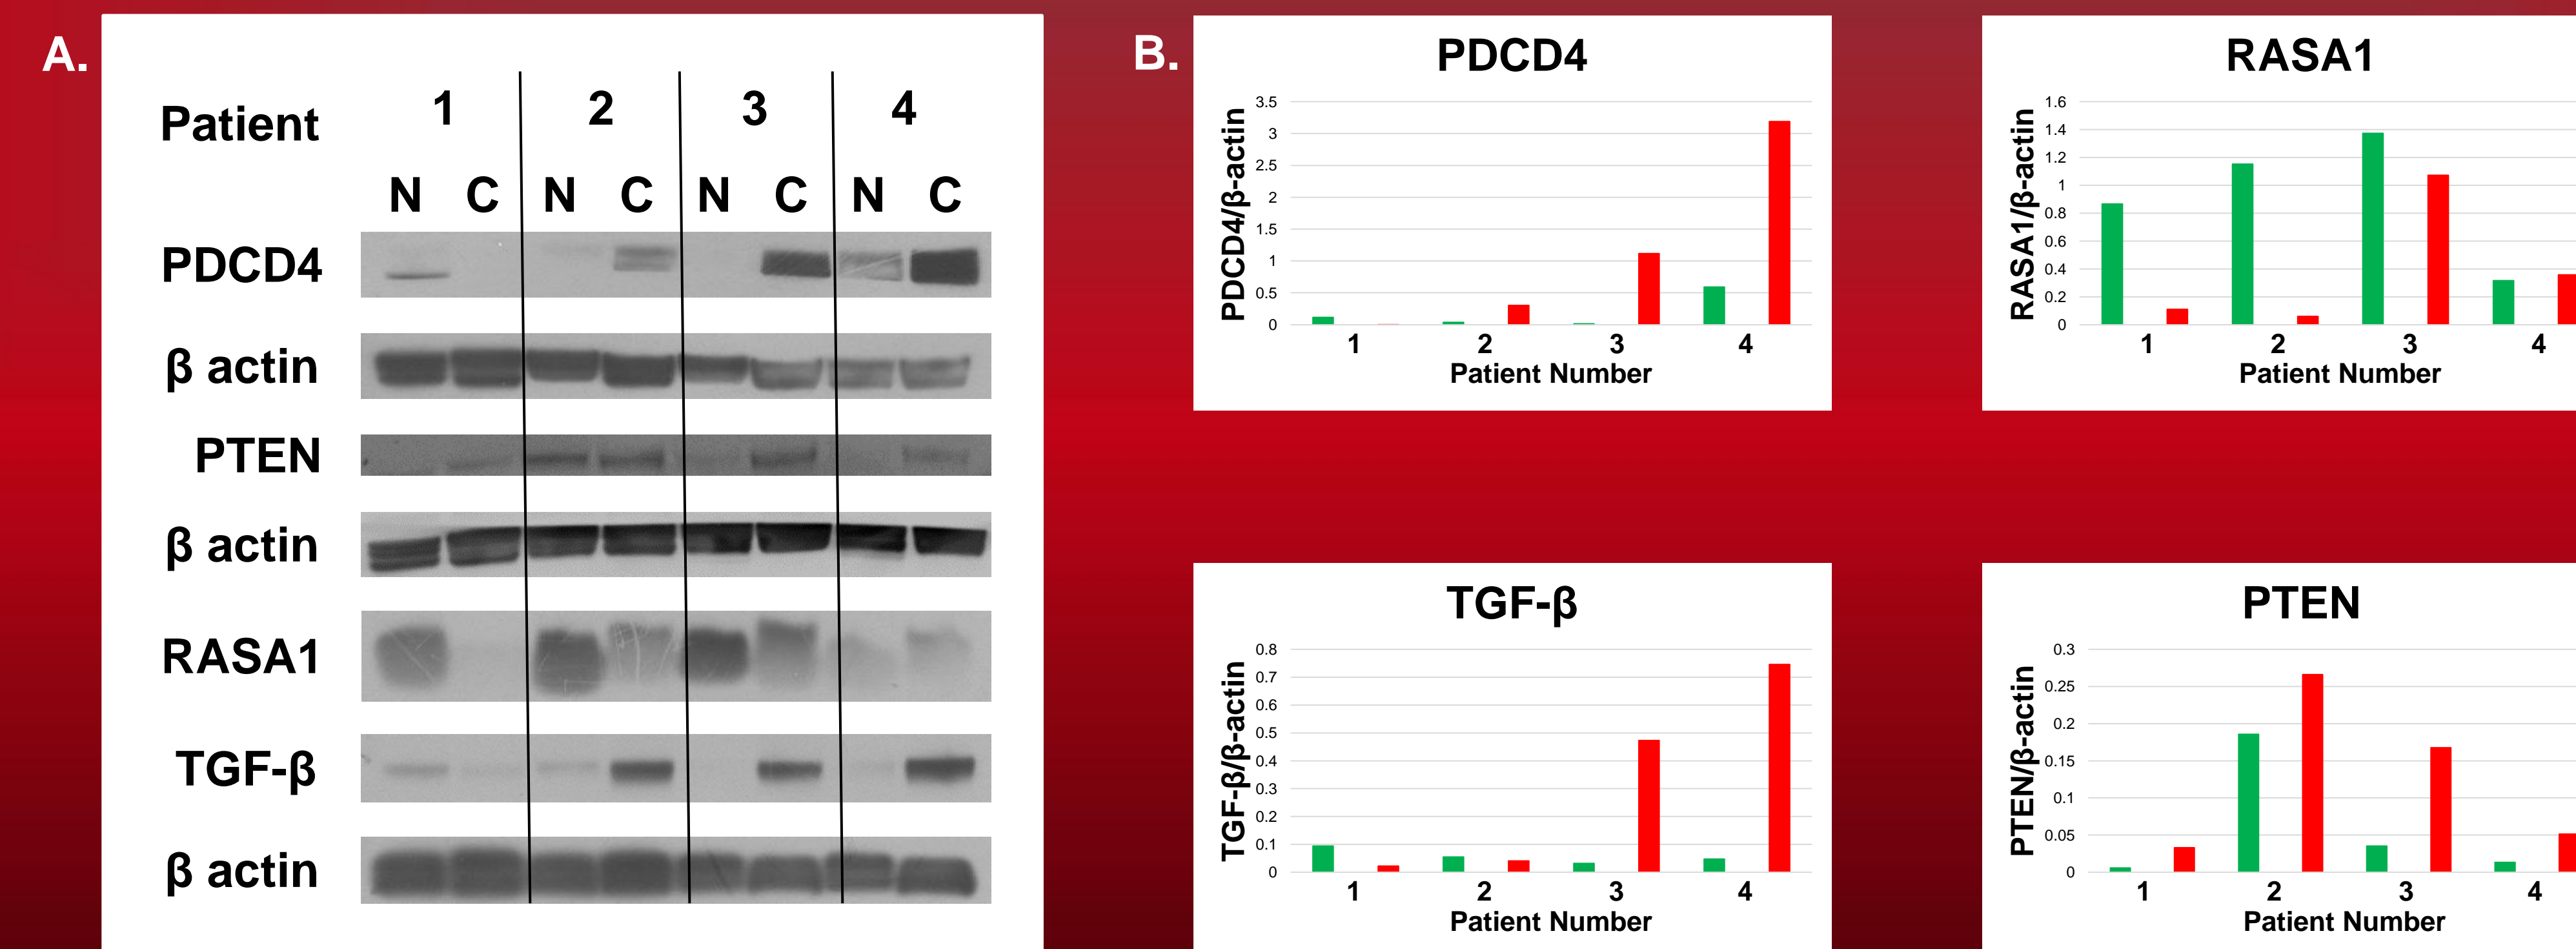 A.
Patient 1 2 3 4
N C N C N C N C
PDCD4
β actin
PTEN
β actin
RASA1
TGF-β
β actin
B.
PDCD4
PDCD4/β-actin
3.5
3
2.5
2
1.5
1
0.5
0
1 2 3 4
Patient Number
RASA1
RASA1/β-actin
1.6
1.4
1.2
1
0.8
0.6
0.4
0.2
0
1 2 3 4
Patient Number
TGF-β
TGF-β/β-actin
0.8
0.7
0.6
0.5
0.4
0.3
0.2
0.1
0
1 2 3 4
Patient Number
PTEN
PTEN/β-actin
0.3
0.25
0.2
0.15
0.1
0.05
0
1 2 3 4
Patient Number